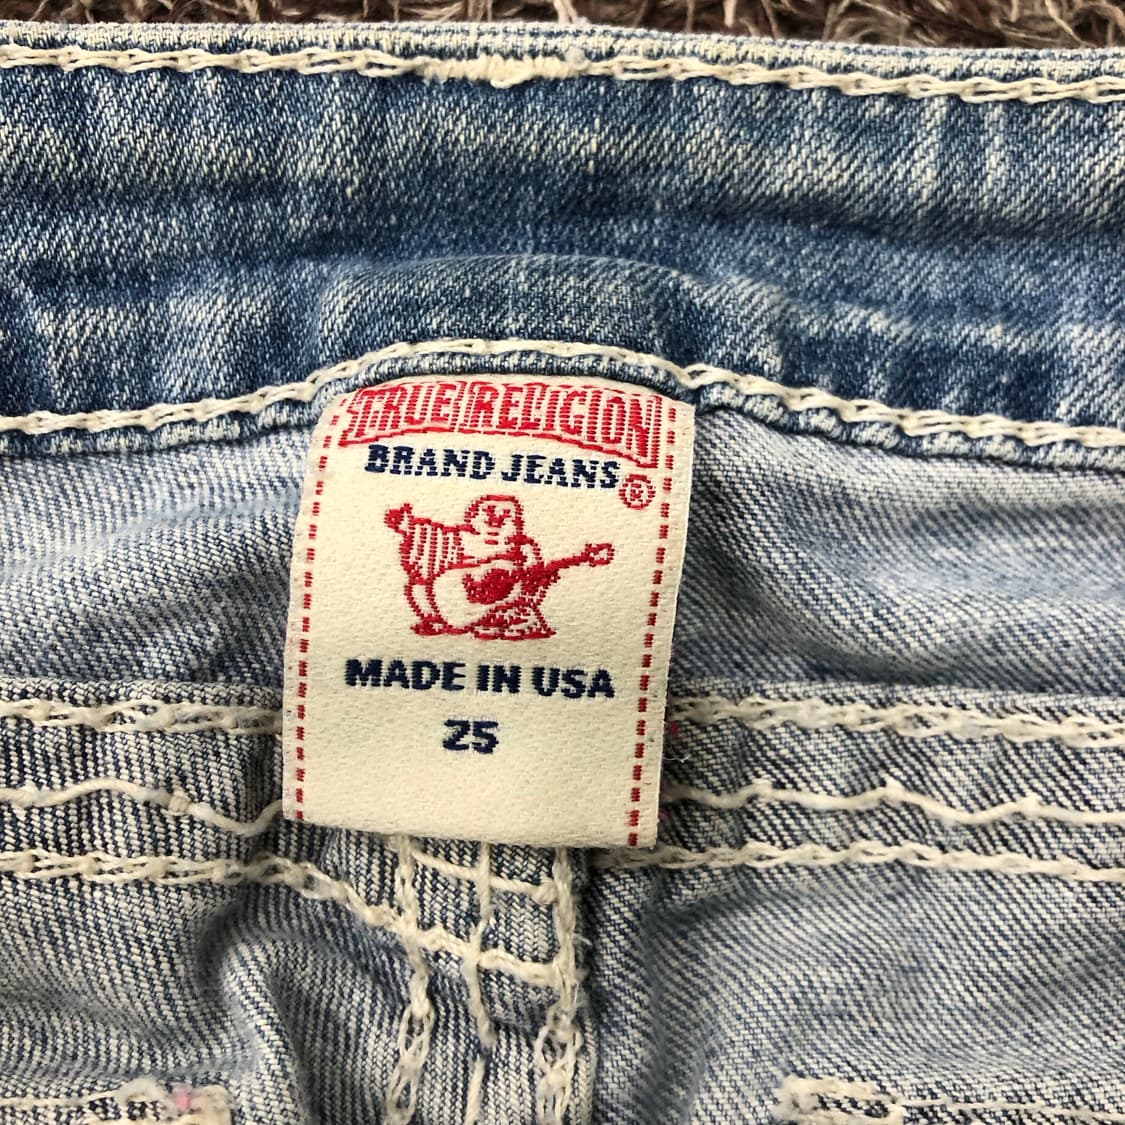 TRUE RELIGION
BRAND JEANS
®
MADE IN USA
25